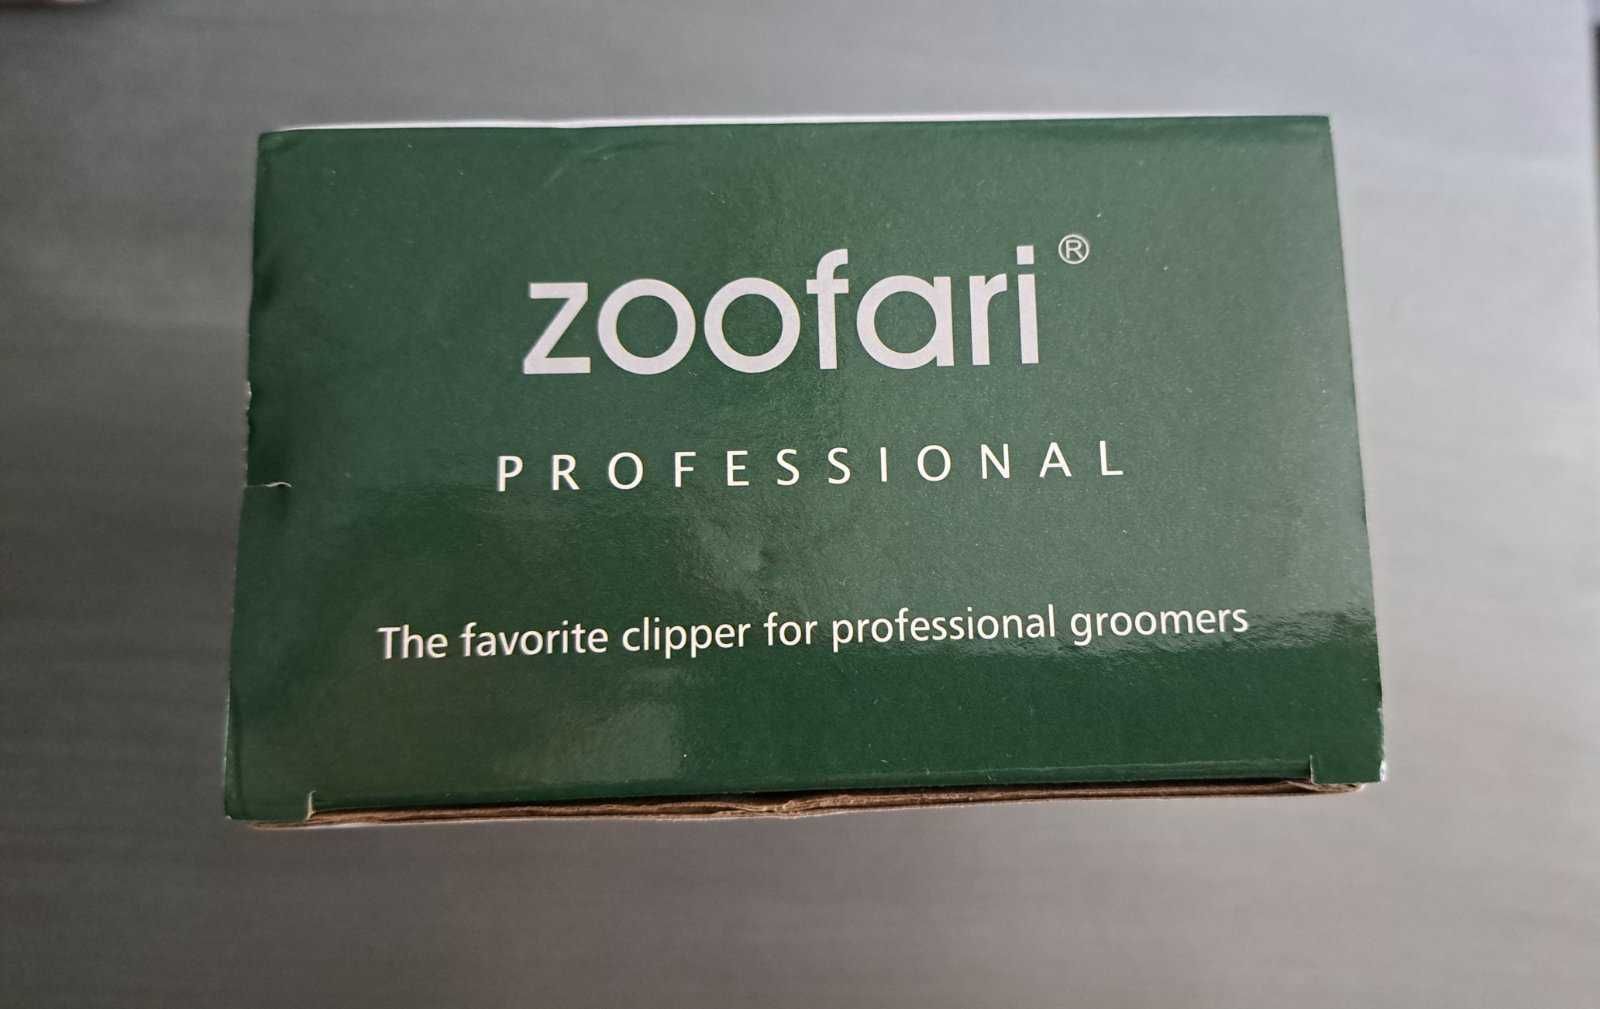 zoofari®
PROFESSIONAL
The favorite clipper for professional groomers